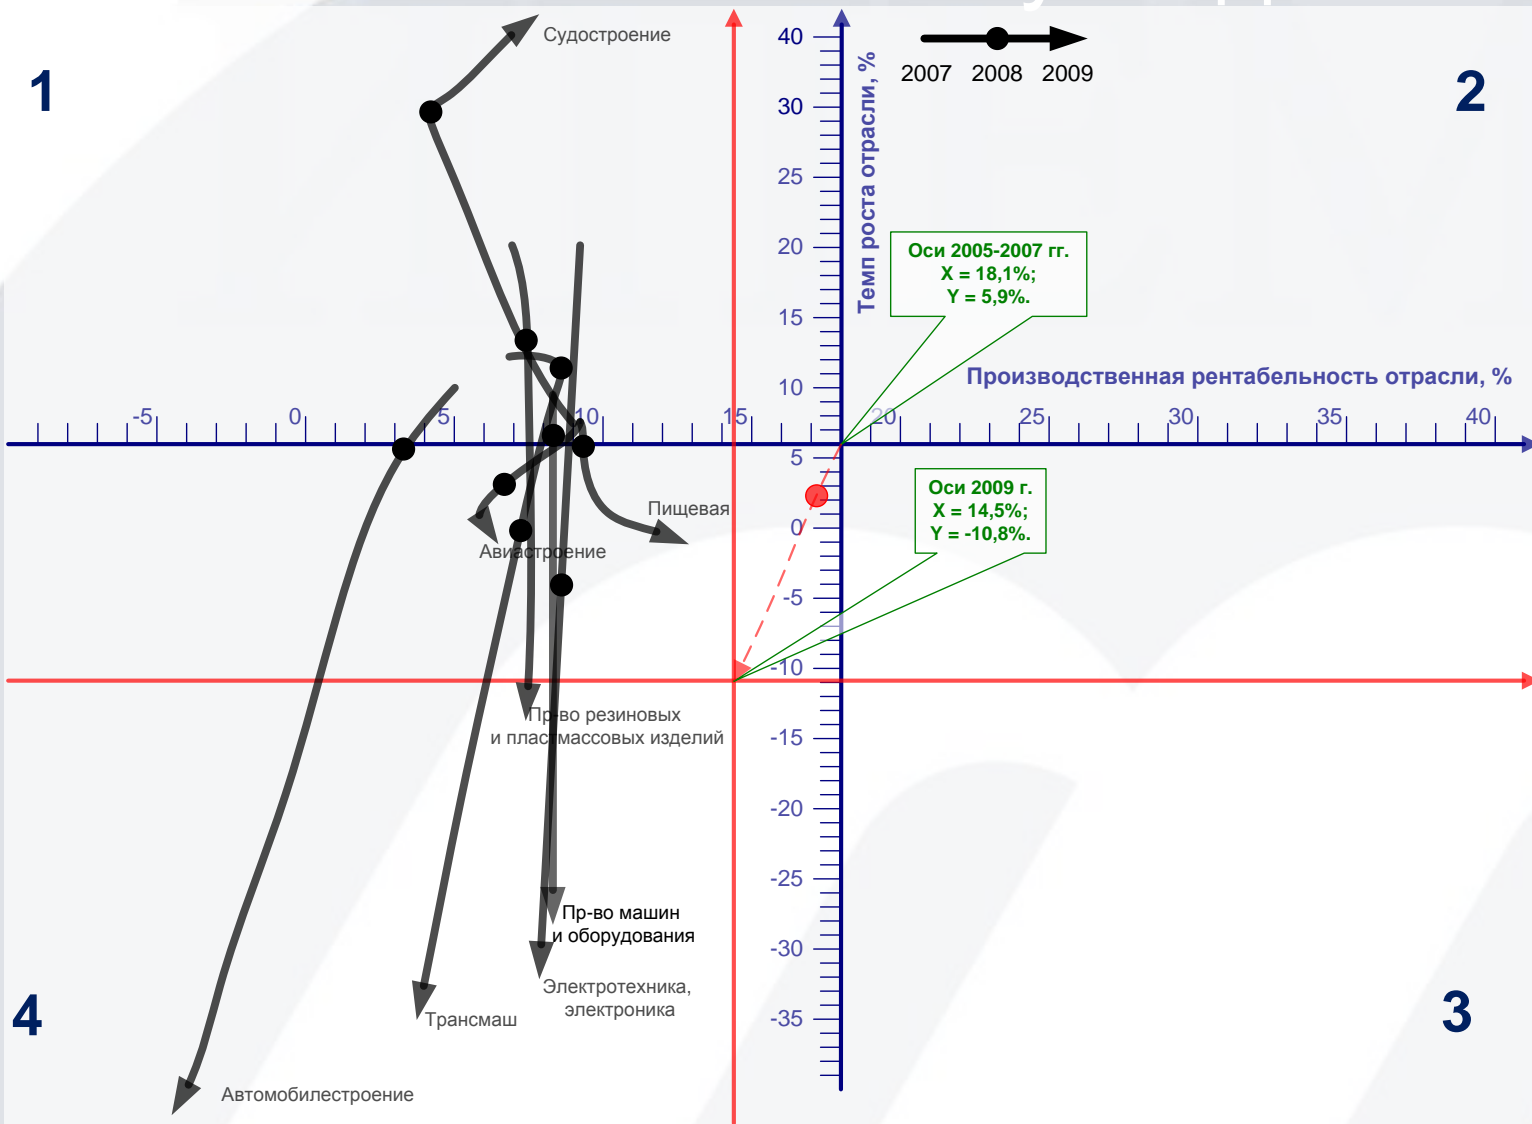 1
Судостроение
40
Темп роста отрасли, %
2007 2008 2009
2
30
25
20
15
10
Оси 2005-2007 гг.
X = 18,1%;
Y = 5,9%.
Производственная рентабельность отрасли, %
-5 0 5 10 15 20 25 30 35 40
5
0
-5
-10
-15
-20
-25
-30
-35
Оси 2009 г.
X = 14,5%;
Y = -10,8%.
Пищевая
Авиастроение
Пр-во резиновых
и пластмассовых изделий
Пр-во машин
и оборудования
Электротехника,
электроника
Трансмаш
Автомобилестроение
4
3